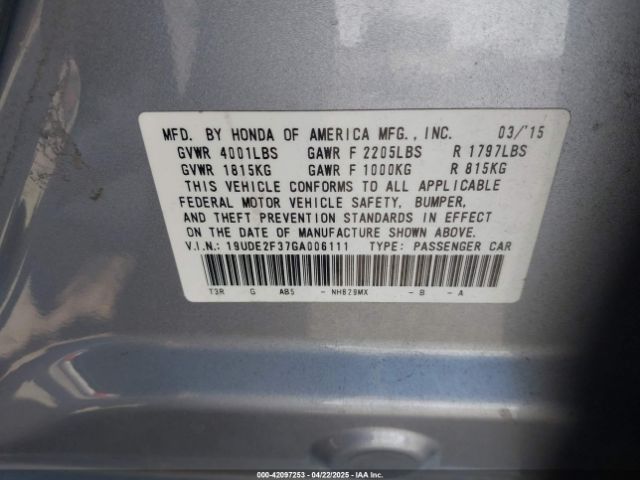 MFD. BY HONDA OF AMERICA MFG., INC. 03/'15
GVWR 4001LBS GAWR F 2205LBS R 1797LBS
GVWR 1815KG GAWR F 1000KG R 815KG
THIS VEHICLE CONFORMS TO ALL APPLICABLE
FEDERAL MOTOR VEHICLE SAFETY, BUMPER,
AND THEFT PREVENTION STANDARDS IN EFFECT
ON THE DATE OF MANUFACTURE SHOWN ABOVE.
V.I.N.: 19UDE2F37GA006111 TYPE: PASSENGER CAR
T3R G AB5 - NH829MX - B - A
000-42097253 - 04/22/2025 - IAA Inc.